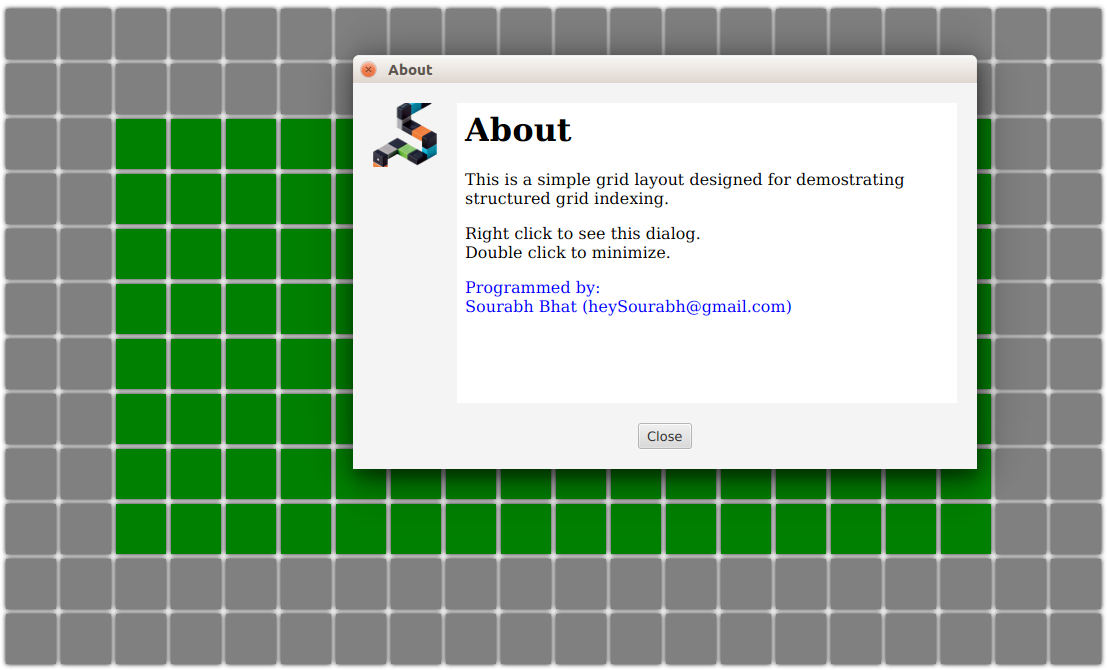 About
About
This is a simple grid layout designed for demostrating
structured grid indexing.
Right click to see this dialog.
Double click to minimize.
Programmed by:
Sourabh Bhat (heySourabh@gmail.com)
Close